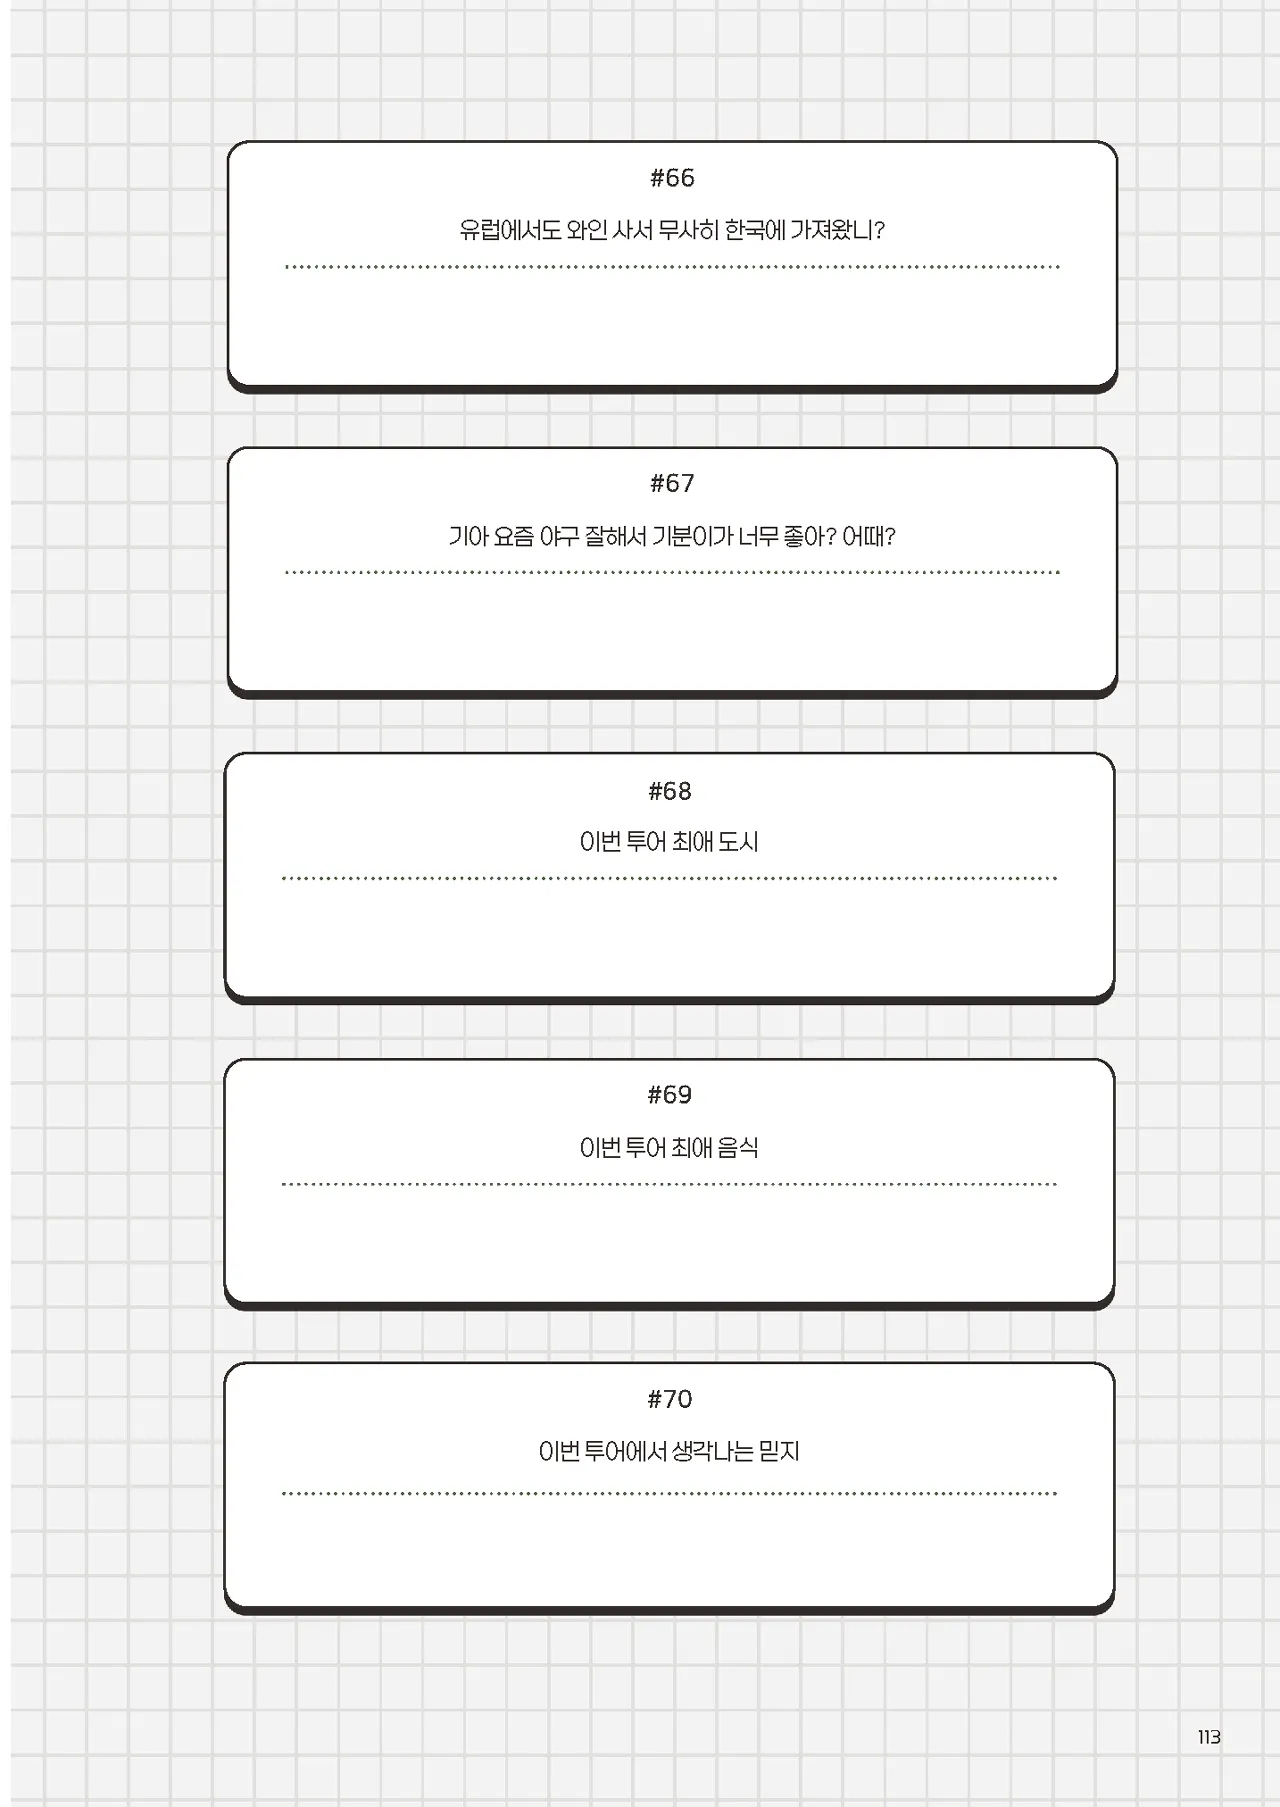 #66
유럽에서도 와인 사서 무사히 한국에 가져왔니?
#67
기아 요즘 야구 잘해서 기분이가 너무 좋아? 어때?
#68
이번 투어 최애 도시
#69
이번 투어 최애 음식
#70
이번 투어에서 생각나는 믿지
113